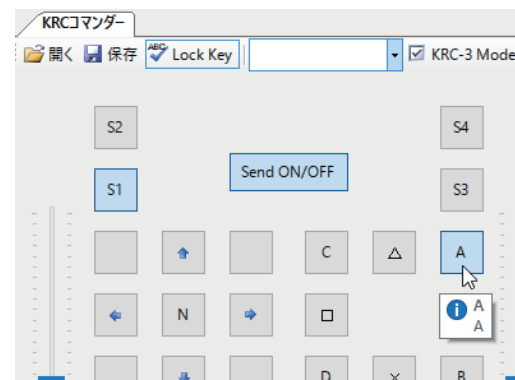 KRCコマンダー
開く 保存 ABC Lock Key KRC-3 Mode
S2 S4
Send ON/OFF
S1 S3
C △ A
N □ A
A
D × B